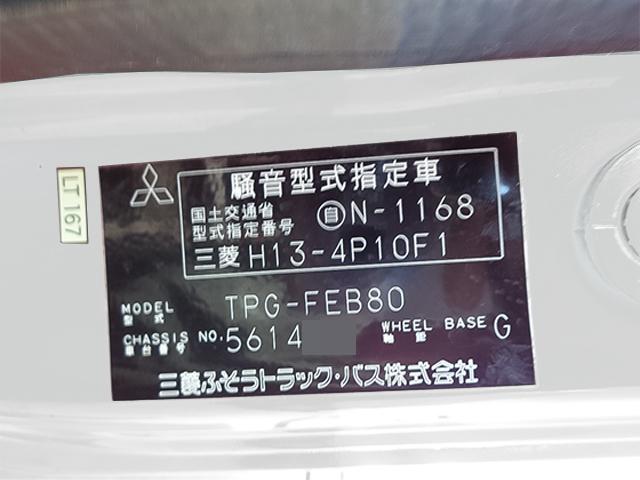 騒音型式指定車
国土交通省
型式指定番号 自N-1168
三菱 H13-4P10F1
MODEL
型式 TPG-FEB80
CHASSIS NO. 5614 WHEEL BASE G
車台番号 軸距
三菱ふそうトラック・バス株式会社
LT167